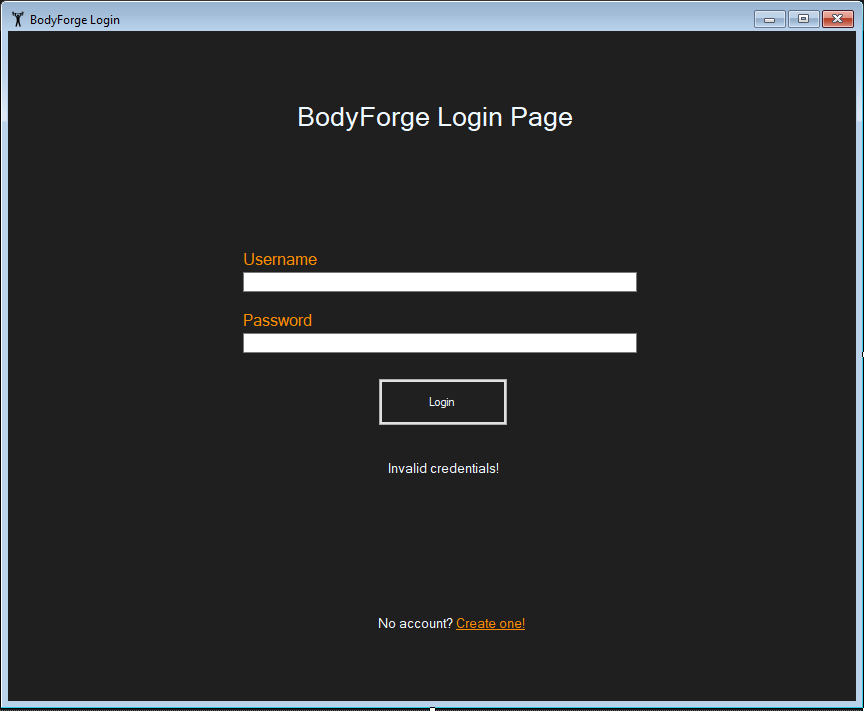 BodyForge Login
BodyForge Login Page
Username
Password
Login
Invalid credentials!
No account? Create one!